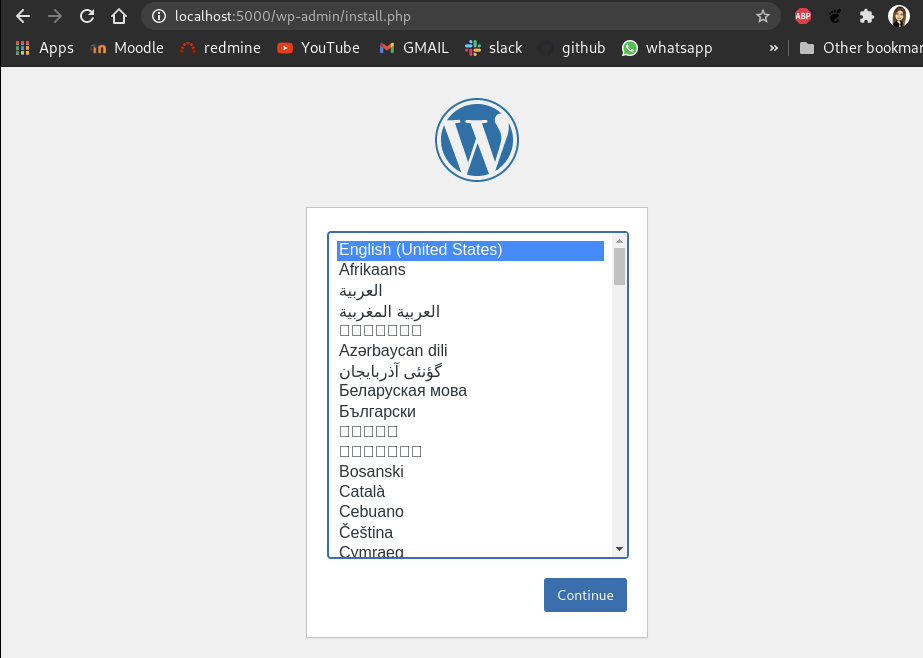 localhost:5000/wp-admin/install.php
ABP
Apps Moodle redmine YouTube GMAIL slack github whatsapp » Other bookmar
W
English (United States)
Afrikaans
العربية
العربية المغربية
Azərbaycan dili
گؤنئی آذربایجان
Беларуская мова
Български
Bosanski
Català
Cebuano
Čeština
Cymraeg
Continue